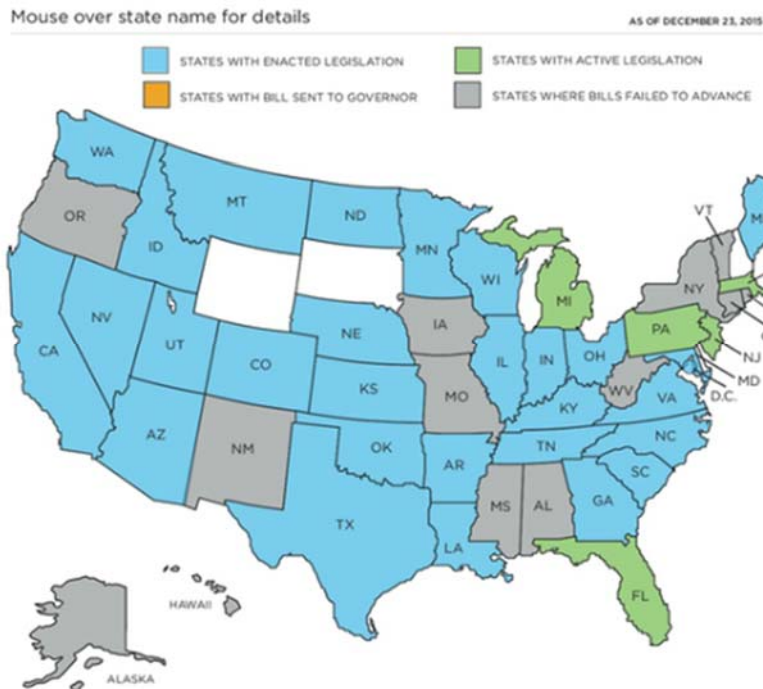 Mouse over state name for details
AS OF DECEMBER 23, 2015
STATES WITH ENACTED LEGISLATION
STATES WITH ACTIVE LEGISLATION
STATES WITH BILL SENT TO GOVERNOR
STATES WHERE BILLS FAILED TO ADVANCE
WA
MT
ND
MN
VT
OR
ID
WI
MI
NY
IA
PA
NJ
NV
NE
CA
UT
CO
IL
IN
OH
MD
WV
D.C.
KS
MO
KY
VA
AZ
NM
OK
AR
TN
NC
SC
MS
AL
GA
TX
LA
FL
HAWAII
ALASKA